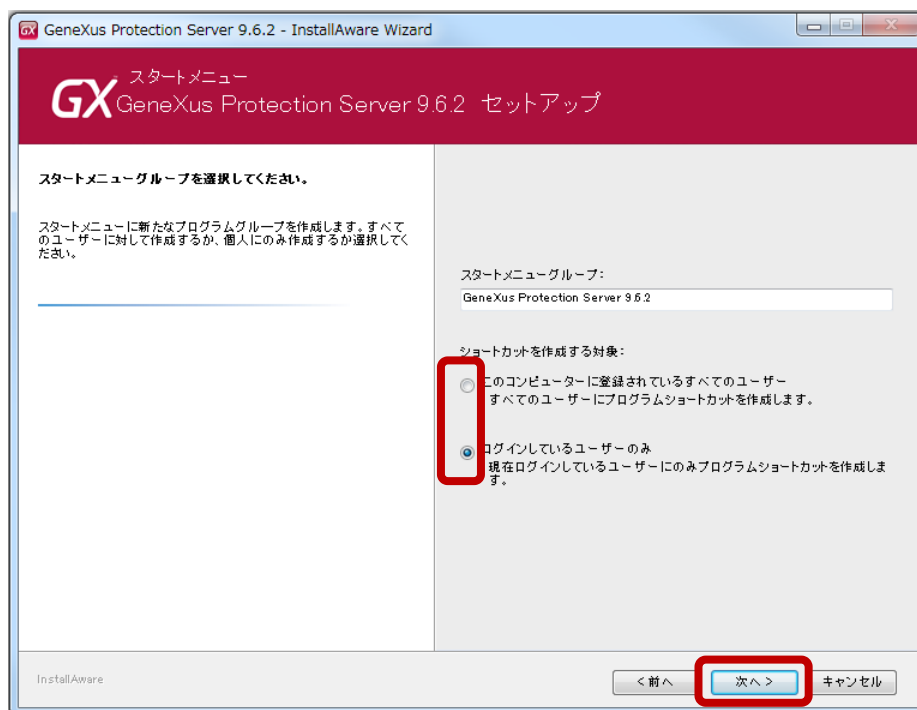 GX GeneXus Protection Server 9.6.2 - InstallAware Wizard
スタートメニュー
GX GeneXus Protection Server 9.6.2 セットアップ
スタートメニューグループを選択してください。
スタートメニューに新たなプログラムグループを作成します。すべて
のユーザーに対して作成するか、個人にのみ作成するか選択してく
ださい。
スタートメニューグループ:
GeneXus Protection Server 9.6.2
ショートカットを作成する対象:
このコンピューターに登録されているすべてのユーザー
すべてのユーザーにプログラムショートカットを作成します。
ログインしているユーザーのみ
現在ログインしているユーザーにのみプログラムショートカットを作成しま
す。
InstallAware
<前へ
次へ>
キャンセル